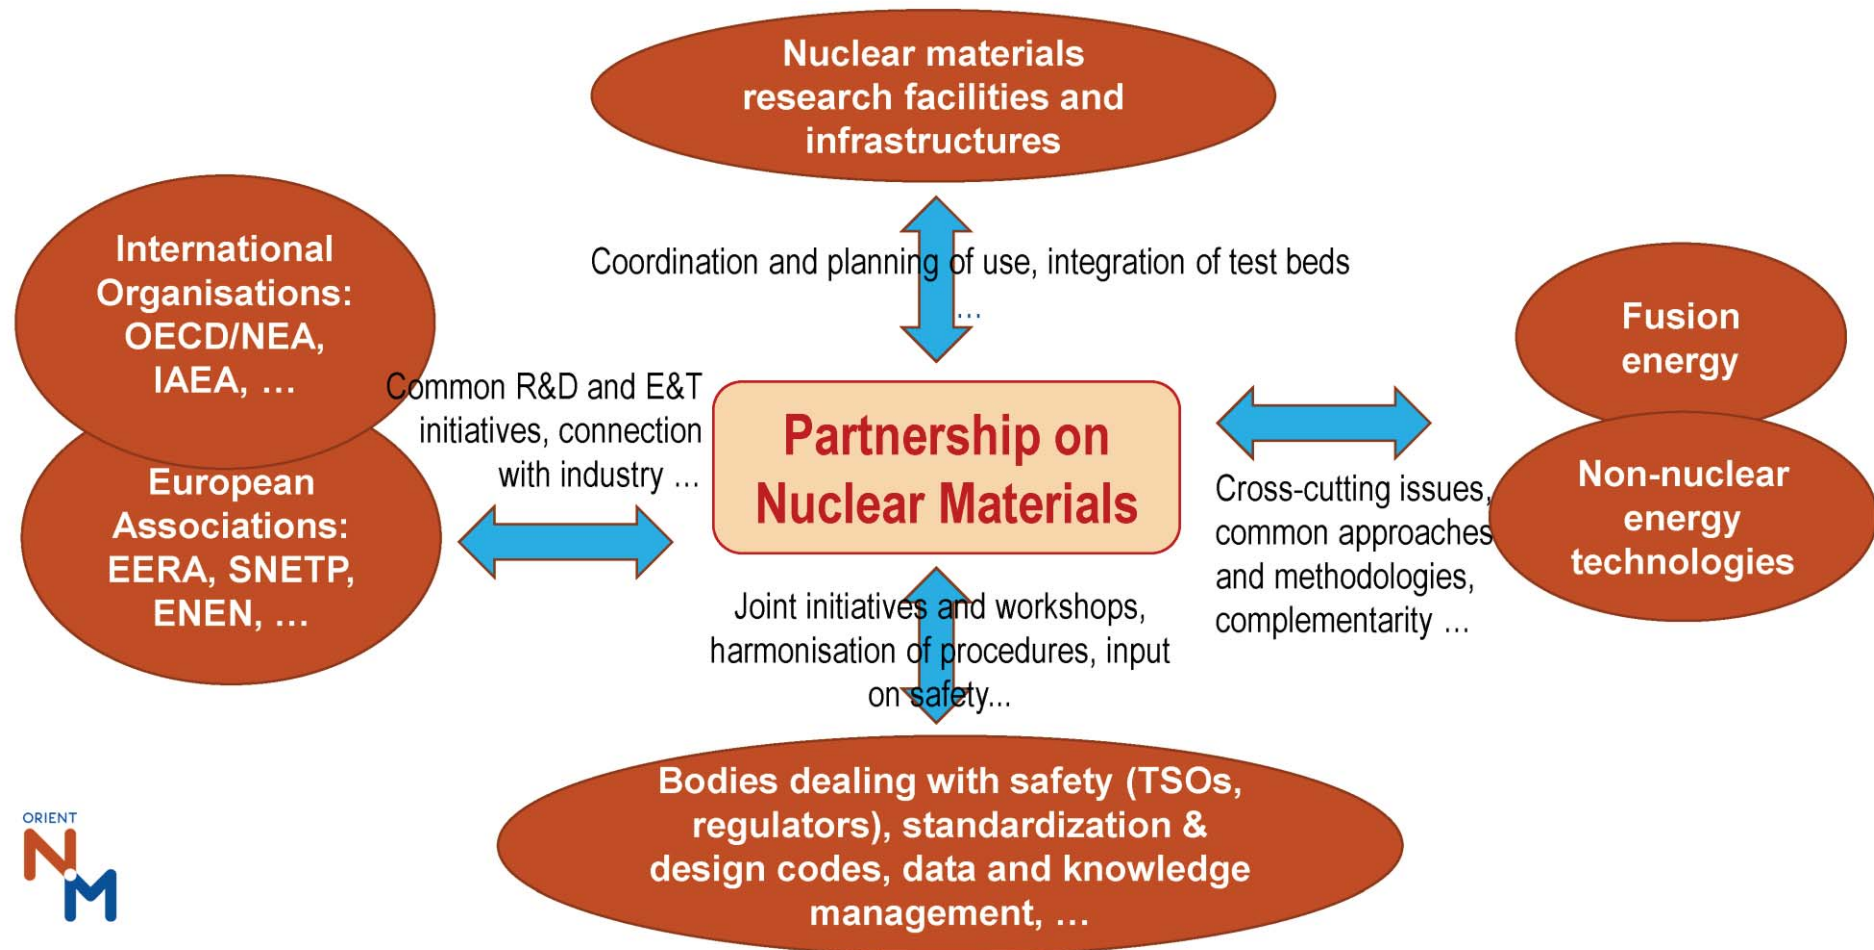 Nuclear materials
research facilities and
infrastructures
International
Organisations:
OECD/NEA,
IAEA, …
Coordination and planning of use, integration of test beds
…
Fusion
energy
Common R&D and E&T
initiatives, connection
with industry …
Partnership on
Nuclear Materials
European
Associations:
EERA, SNETP,
ENEN, …
Cross-cutting issues,
common approaches
and methodologies,
complementarity …
Non-nuclear
energy
technologies
Joint initiatives and workshops,
harmonisation of procedures, input
on safety...
Bodies dealing with safety (TSOs,
regulators), standardization &
design codes, data and knowledge
management, …
ORIENT
N
M